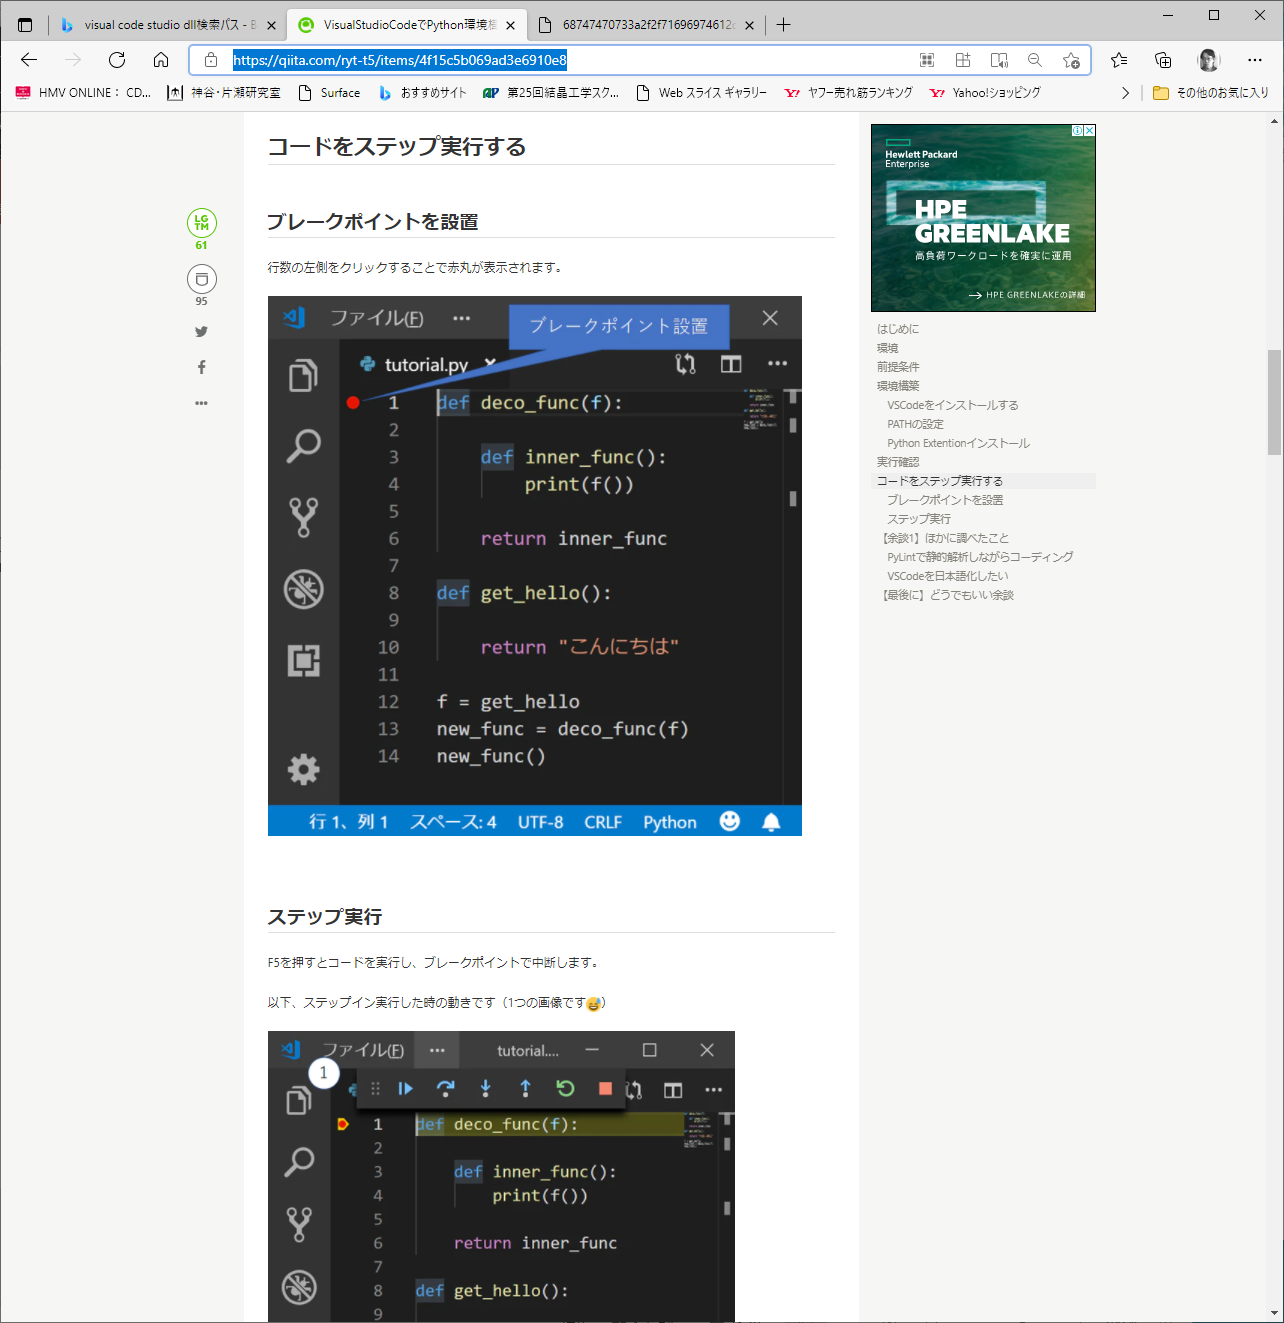 visual code studio dll検索パス - B
VisualStudioCodeでPython環境構
68747470733a2f2f71696974612
https://qiita.com/ryt-t5/items/4f15c5b069ad3e6910e8
HMV ONLINE： CD...
神谷・片瀬研究室
Surface
おすすめサイト
第25回結晶工学スク...
Web スライス ギャラリー
ヤフー売れ筋ランキング
Yahoo!ショッピング
その他のお気に入り
コードをステップ実行する
LG
TM
61
95
ブレークポイントを設置
行数の左側をクリックすることで赤丸が表示されます。
ファイル(F)
ブレークポイント設置
tutorial.py
1 def deco_func(f):
2
3 def inner_func():
4 print(f())
5
6 return inner_func
7
8 def get_hello():
9
10 return "こんにちは"
11
12 f = get_hello
13 new_func = deco_func(f)
14 new_func()
行 1、列 1 スペース: 4 UTF-8 CRLF Python
ステップ実行
F5を押すとコードを実行し、ブレークポイントで中断します。
以下、ステップイン実行した時の動きです（1つの画像です😅）
ファイル(F) ··· tutorial....
1
1 def deco_func(f):
2
3 def inner_func():
4 print(f())
5
6 return inner_func
7
8 def get_hello():
9
Hewlett Packard
Enterprise
HPE
GREENLAKE
高負荷ワークロードを確実に運用
HPE GREENLAKEの詳細
はじめに
環境
前提条件
環境構築
VSCodeをインストールする
PATHの設定
Python Extentionインストール
実行確認
コードをステップ実行する
ブレークポイントを設置
ステップ実行
【余談1】ほかに調べたこと
PyLintで静的解析しながらコーディング
VSCodeを日本語化したい
【最後に】どうでもいい余談